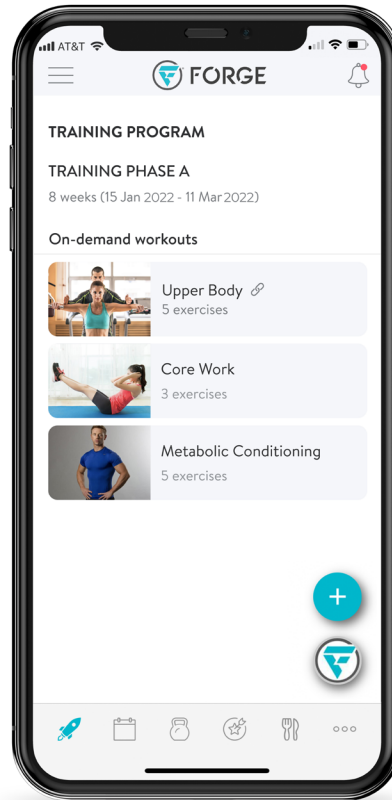 AT&T
FORGE
TRAINING PROGRAM
TRAINING PHASE A
8 weeks (15 Jan 2022 - 11 Mar 2022)
On-demand workouts
Upper Body
5 exercises
Core Work
3 exercises
Metabolic Conditioning
5 exercises
+